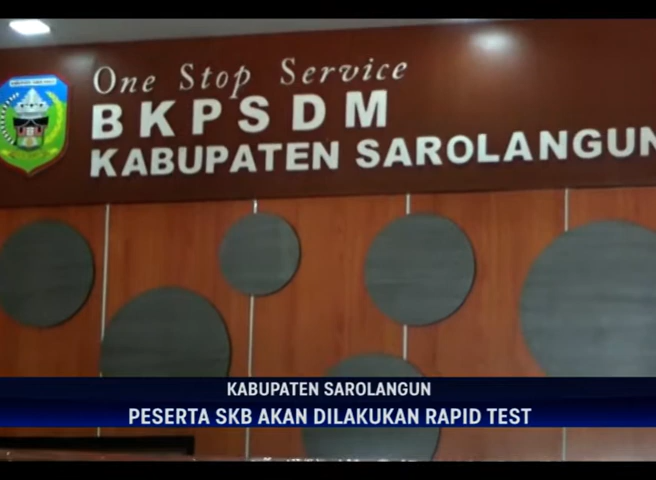 One Stop Service
BKPSDM
KABUPATEN SAROLANGUN
KABUPATEN SAROLANGUN
PESERTA SKB AKAN DILAKUKAN RAPID TEST